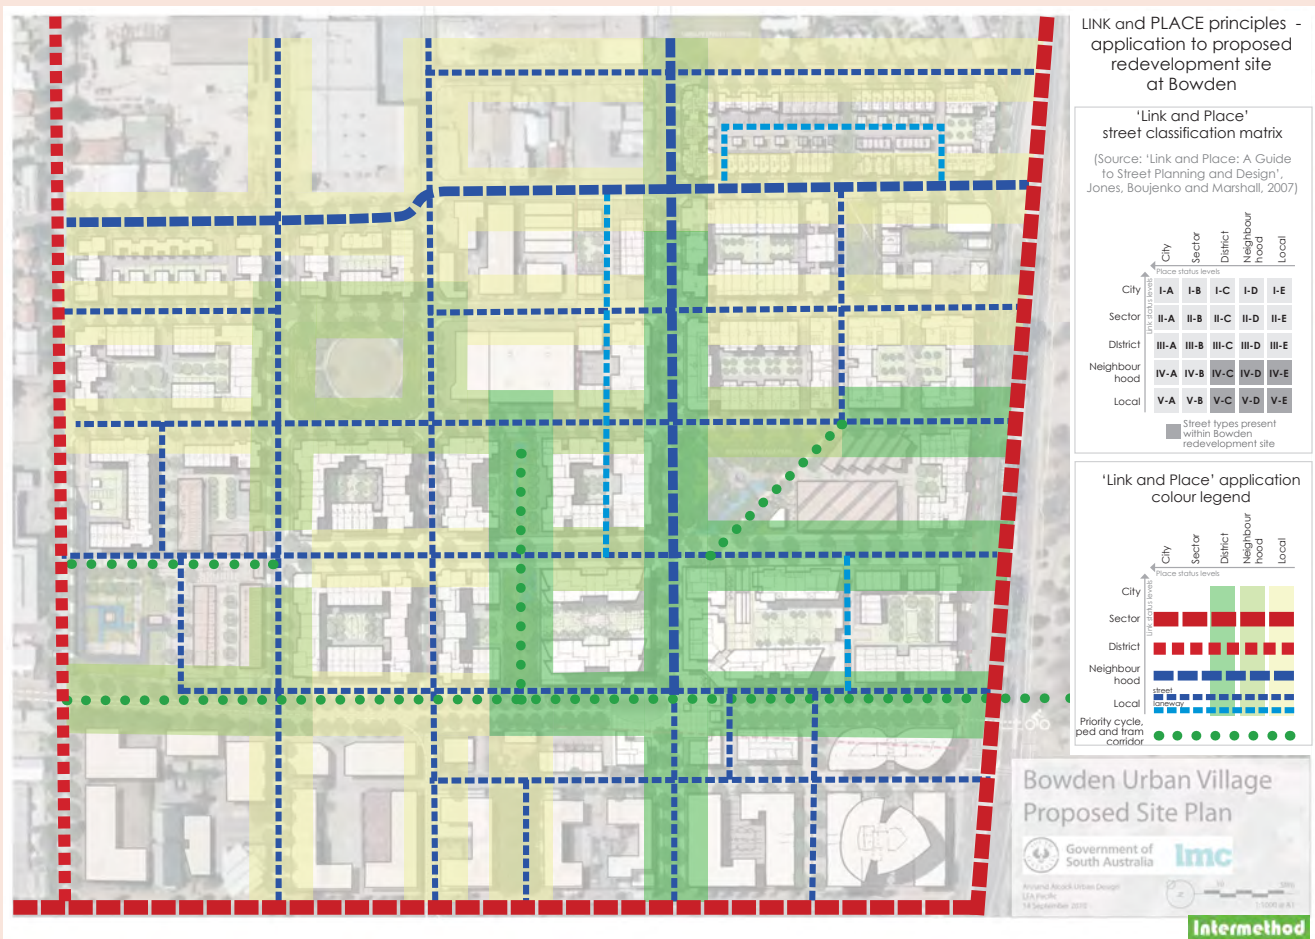 LINK and PLACE principles -
application to proposed
redevelopment site
at Bowden
'Link and Place'
street classification matrix
(Source: 'Link and Place: A Guide
to Street Planning and Design',
Jones, Boujenko and Marshall, 2007)
City
Sector
District
Neighbour
hood
Local
Place status levels
Link status levels
City I-A I-B I-C I-D I-E
Sector II-A II-B II-C II-D II-E
District III-A III-B III-C III-D III-E
Neighbour
hood IV-A IV-B IV-C IV-D IV-E
Local V-A V-B V-C V-D V-E
Street types present
within Bowden
redevelopment site
'Link and Place' application
colour legend
City
Sector
District
Neighbour
hood
Local
Place status levels
Link status levels
City
Sector
District
Neighbour
hood
street
Local
laneway
Priority cycle,
ped and tram
corridor
Bowden Urban Village
Proposed Site Plan
Government of
South Australia
lmc
LEA Pacific
14 September 2010
Intermethod